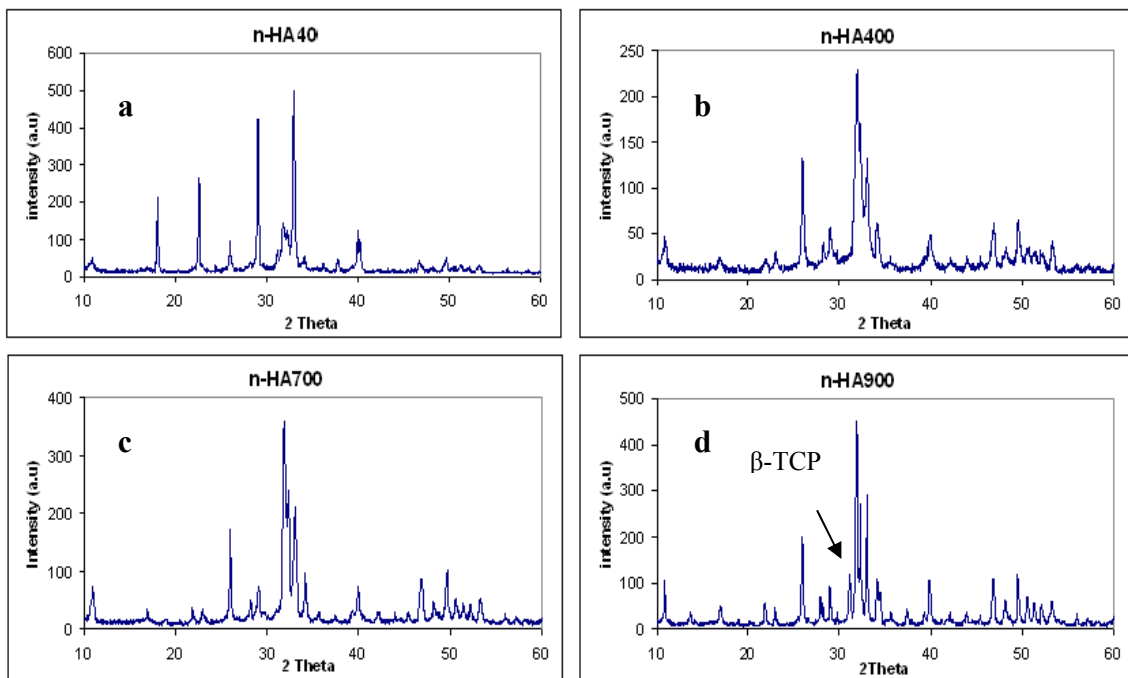 n-HA40
a
intensity (a.u)
600
500
400
300
200
100
0
10 20 30 40 50 60
2 Theta
n-HA400
b
intensity (a.u)
250
200
150
100
50
0
10 20 30 40 50 60
2 Theta
n-HA700
c
Intensity (a.u)
400
300
200
100
0
10 20 30 40 50 60
2 Theta
n-HA900
d
β-TCP
intensity (a.u)
500
400
300
200
100
0
10 20 30 40 50 60
2Theta